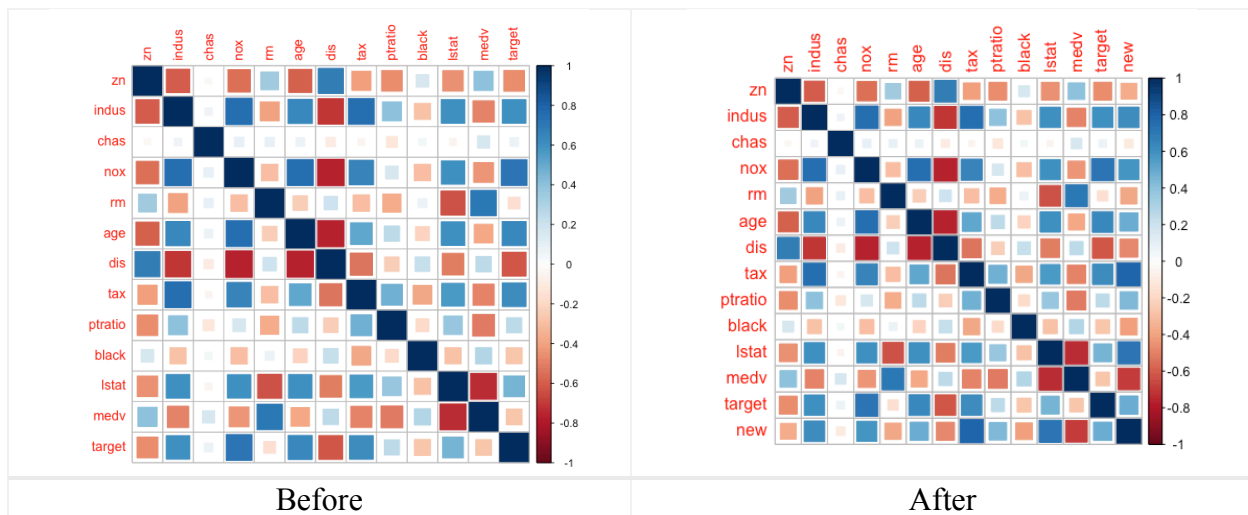 zn indus chas nox rm age dis tax ptratio black lstat medv target
zn
indus
chas
nox
rm
age
dis
tax
ptratio
black
lstat
medv
target
1
0.8
0.6
0.4
0.2
0
-0.2
-0.4
-0.6
-0.8
-1
Before
zn indus chas nox rm age dis tax ptratio black lstat medv target new
zn
indus
chas
nox
rm
age
dis
tax
ptratio
black
lstat
medv
target
new
1
0.8
0.6
0.4
0.2
0
-0.2
-0.4
-0.6
-0.8
-1
After